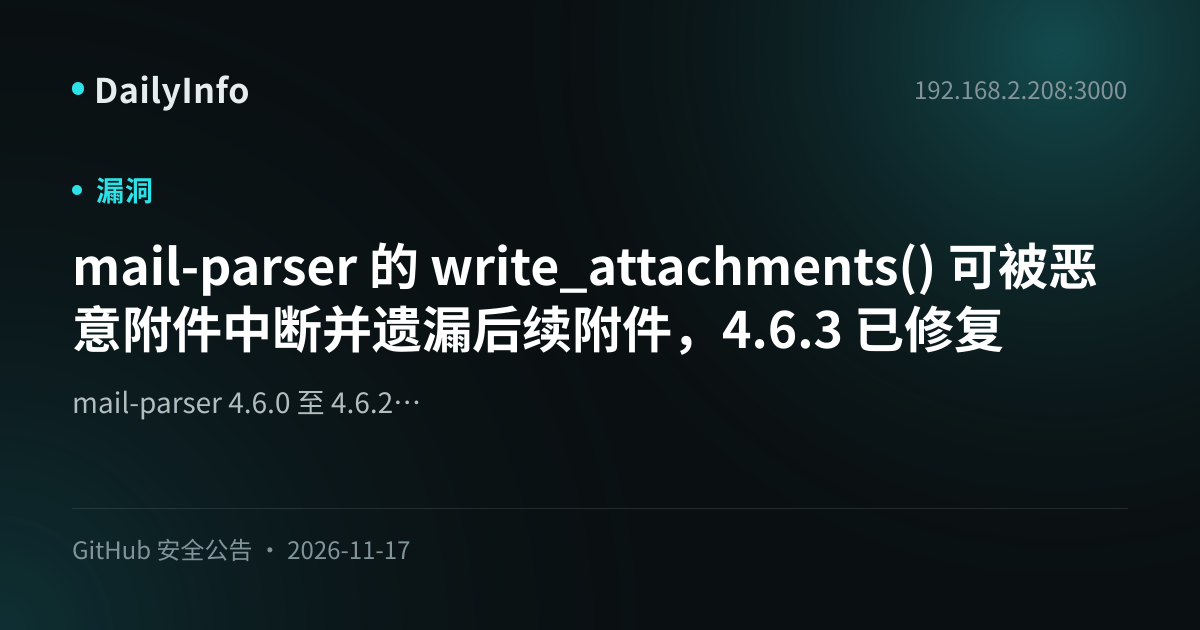 DailyInfo
192.168.2.208:3000
漏洞
mail-parser 的 write_attachments() 可被恶
意附件中断并遗漏后续附件，4.6.3 已修复
mail-parser 4.6.0 至 4.6.2…
GitHub 安全公告 · 2026-11-17